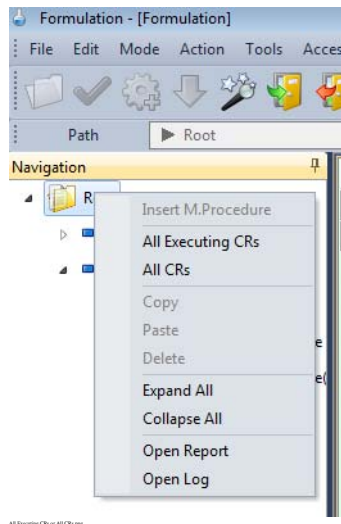 Formulation - [Formulation]
File Edit Mode Action Tools Acces
Path Root
Navigation
R
Insert M.Procedure
All Executing CRs
All CRs
Copy
Paste
Delete
e
Expand All
e(
Collapse All
Open Report
Open Log